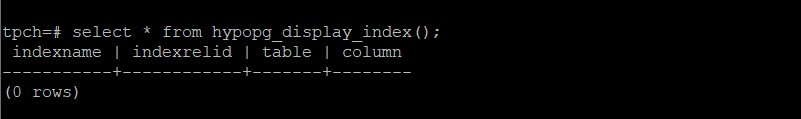 tpch=# select * from hypopg_display_index();
 indexname | indexrelid | table | column
-----------+------------+-------+--------
(0 rows)